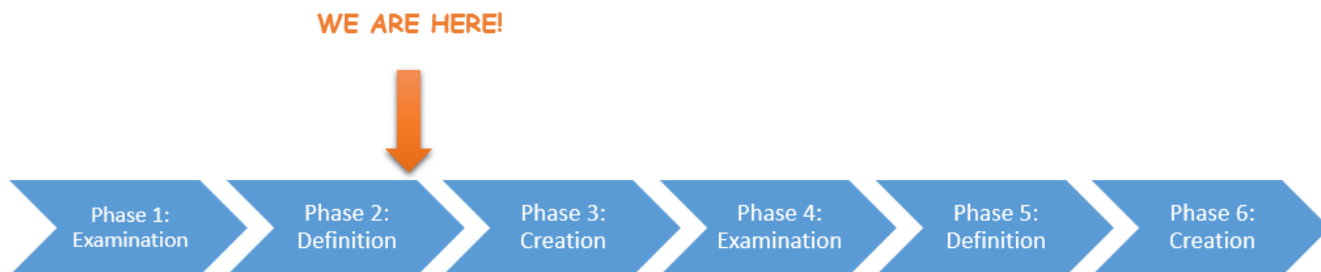 WE ARE HERE!
Phase 1:
Examination
Phase 2:
Definition
Phase 3:
Creation
Phase 4:
Examination
Phase 5:
Definition
Phase 6:
Creation